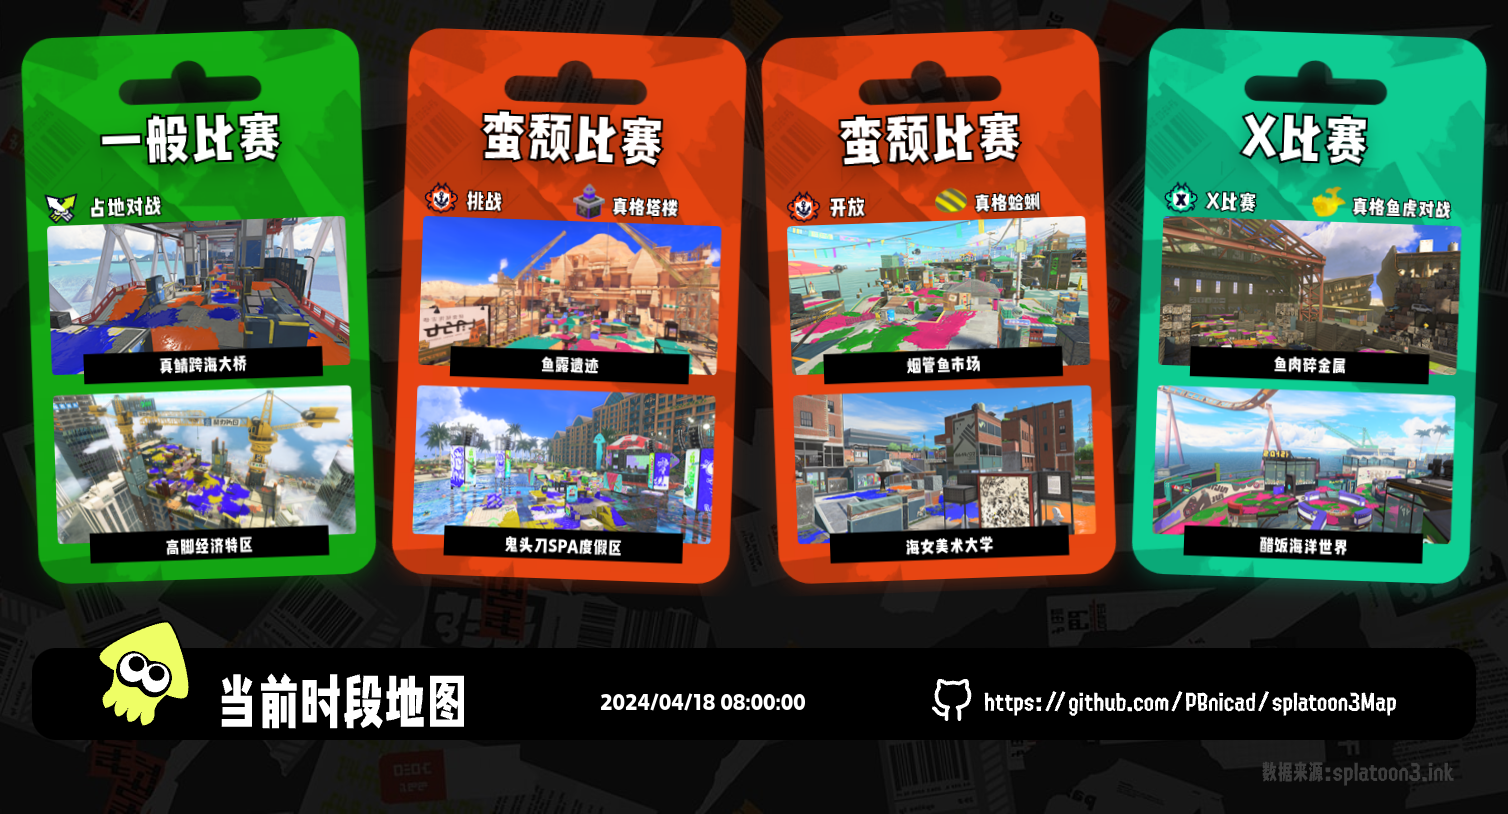 一般比赛
占地对战
真鲭跨海大桥
高脚经济特区
蛮颓比赛
挑战
真格塔楼
鱼露遗迹
鬼头刀SPA度假区
蛮颓比赛
开放
真格蛤蜊
烟管鱼市场
海女美术大学
X比赛
X比赛
真格鱼虎对战
鱼肉碎金属
醋饭海洋世界
当前时段地图
2024/04/18 08:00:00
https://github.com/PBnicad/splatoon3Map
数据来源:splatoon3.ink